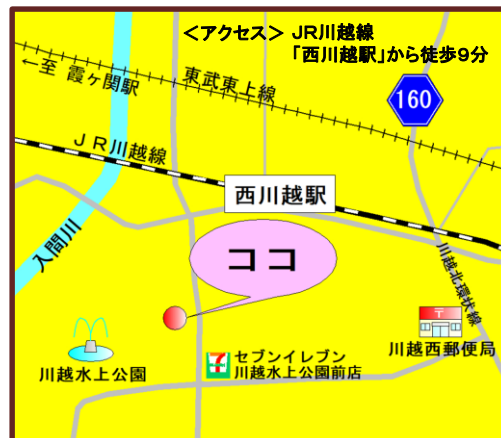 <アクセス> JR川越線
「西川越駅」から徒歩9分
←至 霞ヶ関駅
東武東上線
160
JR川越線
西川越駅
入間川
ココ
川越北環状線
〒
川越西郵便局
川越水上公園
7
セブンイレブン
川越水上公園前店